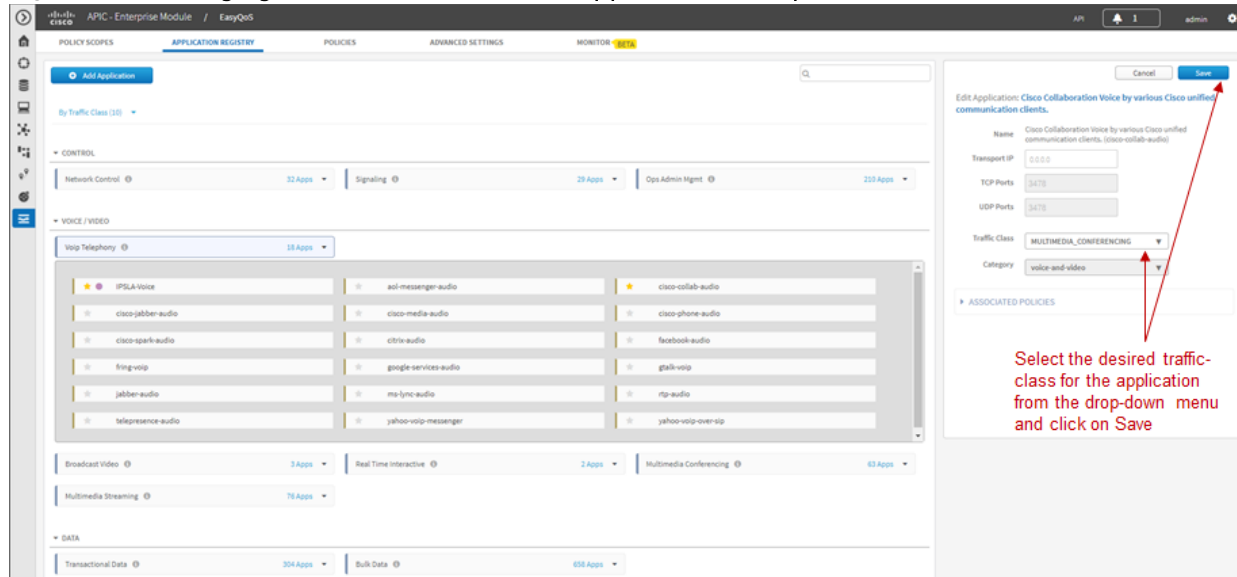 cisco APIC - Enterprise Module / EasyQoS API 1 admin
POLICY SCOPES APPLICATION REGISTRY POLICIES ADVANCED SETTINGS MONITOR BETA
Add Application
By Traffic Class (10)
CONTROL
Network Control 32 Apps Signaling 29 Apps Ops Admin Mgmt 210 Apps
VOICE / VIDEO
Voip Telephony 18 Apps
IPSLA-Voice aol-messenger-audio cisco-collab-audio
cisco-jabber-audio cisco-media-audio cisco-phone-audio
cisco-spark-audio citrix-audio facebook-audio
fring-voip google-services-audio gtalk-voip
jabber-audio ms-lync-audio rtp-audio
telepresence-audio yahoo-voip-messenger yahoo-voip-over-sip
Broadcast Video 3 Apps Real Time Interactive 2 Apps Multimedia Conferencing 63 Apps
Multimedia Streaming 76 Apps
DATA
Transactional Data 304 Apps Bulk Data 658 Apps
Cancel Save
Edit Application: Cisco Collaboration Voice by various Cisco unified
communication clients.
Name Cisco Collaboration Voice by various Cisco unified
communication clients. (cisco-collab-audio)
Transport IP 0.0.0.0
TCP Ports 3478
UDP Ports 3478
Traffic Class MULTIMEDIA_CONFERENCING
Category voice-and-video
ASSOCIATED POLICIES
Select the desired traffic-
class for the application
from the drop-down menu
and click on Save